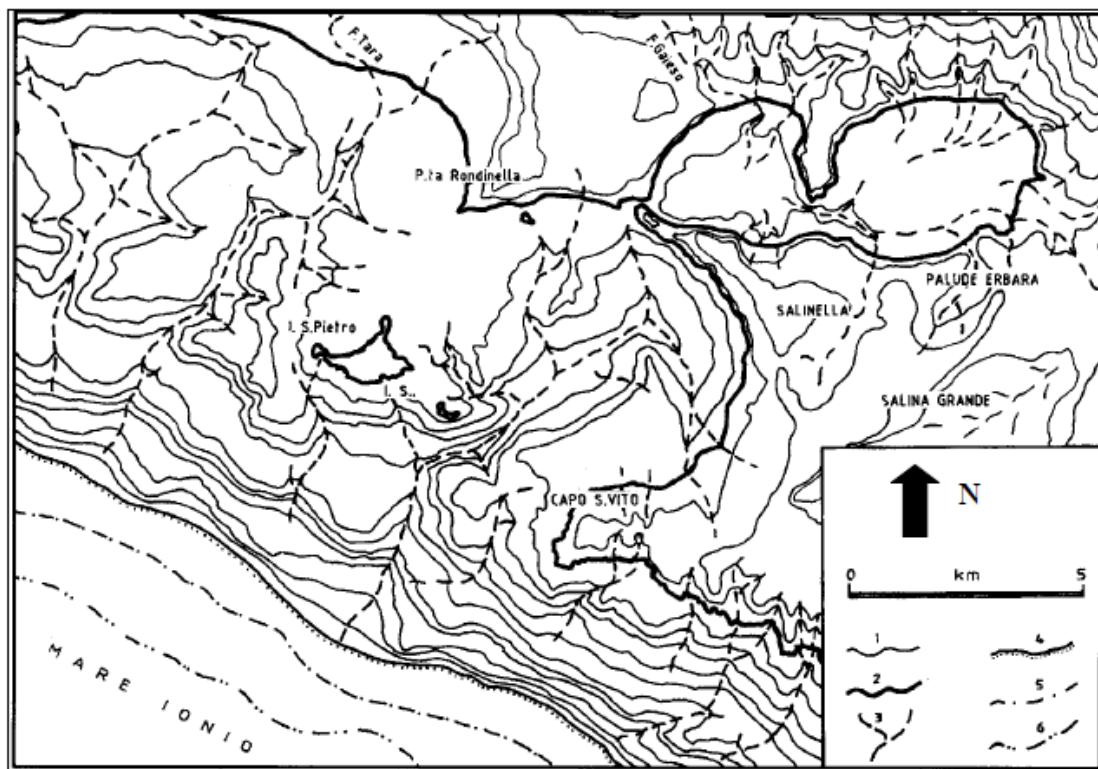 F. Tara
F. Galeso
P.ta Rondinella
PALUDE ERBARA
SALINELLA
I. S. Pietro
I. S..
SALINA GRANDE
CAPO S. VITO
MARE IONIO
N
0 km 5
1
2
3
4
5
6